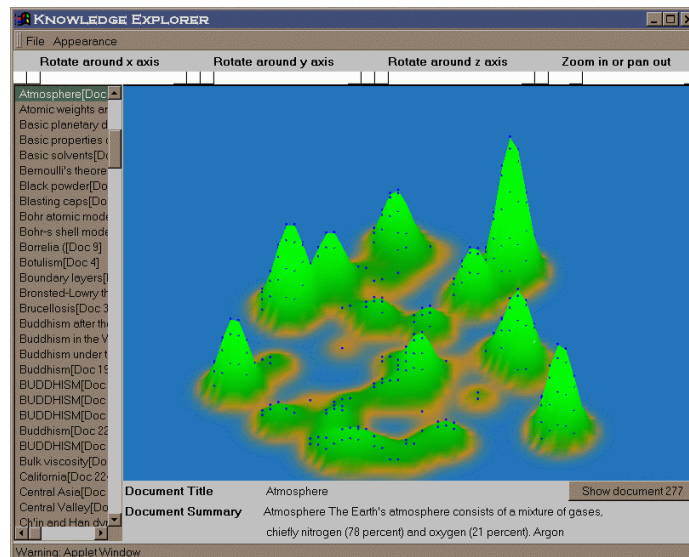 KNOWLEDGE EXPLORER
File Appearance
Rotate around x axis Rotate around y axis Rotate around z axis Zoom in or pan out
Atmosphere[Doc
Atomic weights an
Basic planetary d
Basic properties o
Basic solvents[Do
Bernoulli's theore
Black powder[Do
Blasting caps[Do
Bohr atomic mode
Bohr-s shell mode
Borrelia ([Doc 9]
Botulism[Doc 4]
Boundary layers[
Bronsted-Lowry th
Brucellosis[Doc 3
Buddhism after the
Buddhism in the V
Buddhism under t
Buddhism[Doc 19
BUDDHISM[Doc
BUDDHISM[Doc
BUDDHISM[Doc
Buddhism[Doc 22
BUDDHISM[Doc
Bulk viscosity[Do
California[Doc 224
Central Asia[Doc
Central Valley[Doc
Ch'in and Han dyn
Document Title Atmosphere Show document 277
Document Summary Atmosphere The Earth's atmosphere consists of a mixture of gases,
chiefly nitrogen (78 percent) and oxygen (21 percent). Argon
Warning: Applet Window